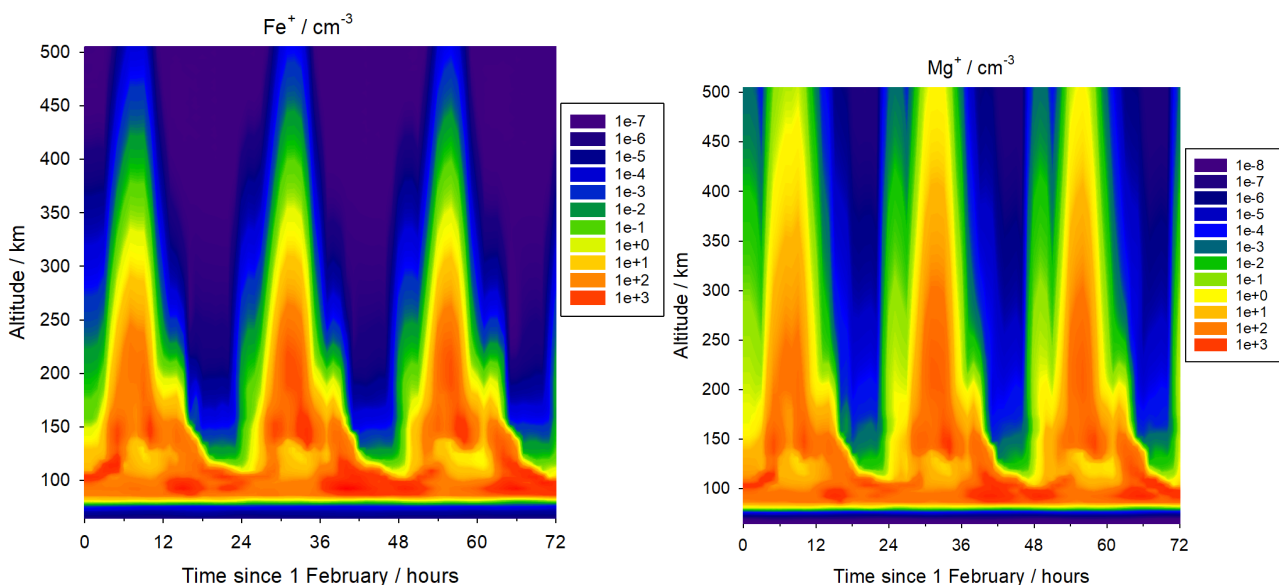 Fe⁺ / cm⁻³
500
450
400
350
300
250
200
150
100
Altitude / km
0
12
24
36
48
60
72
Time since 1 February / hours
1e-7
1e-6
1e-5
1e-4
1e-3
1e-2
1e-1
1e+0
1e+1
1e+2
1e+3
Mg⁺ / cm⁻³
500
450
400
350
300
250
200
150
100
Altitude / km
0
12
24
36
48
60
72
Time since 1 February / hours
1e-8
1e-7
1e-6
1e-5
1e-4
1e-3
1e-2
1e-1
1e+0
1e+1
1e+2
1e+3